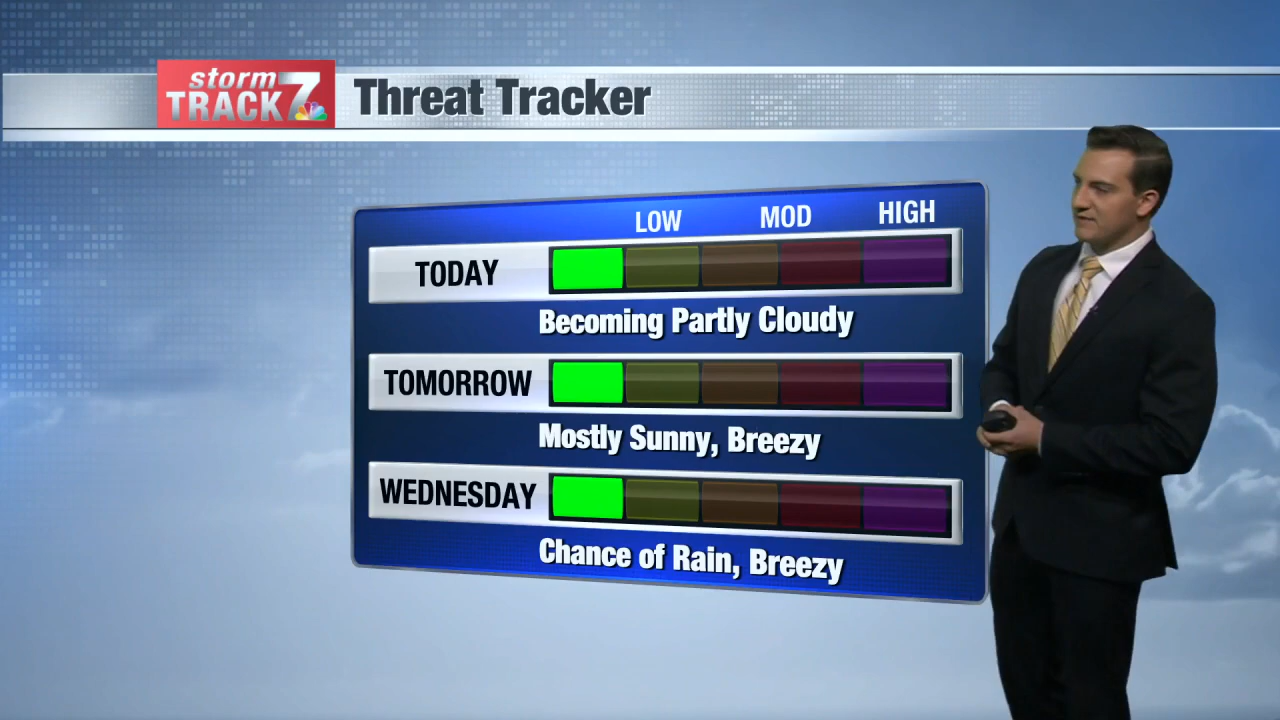 storm
TRACK 7
Threat Tracker
LOW MOD HIGH
TODAY
Becoming Partly Cloudy
TOMORROW
Mostly Sunny, Breezy
WEDNESDAY
Chance of Rain, Breezy